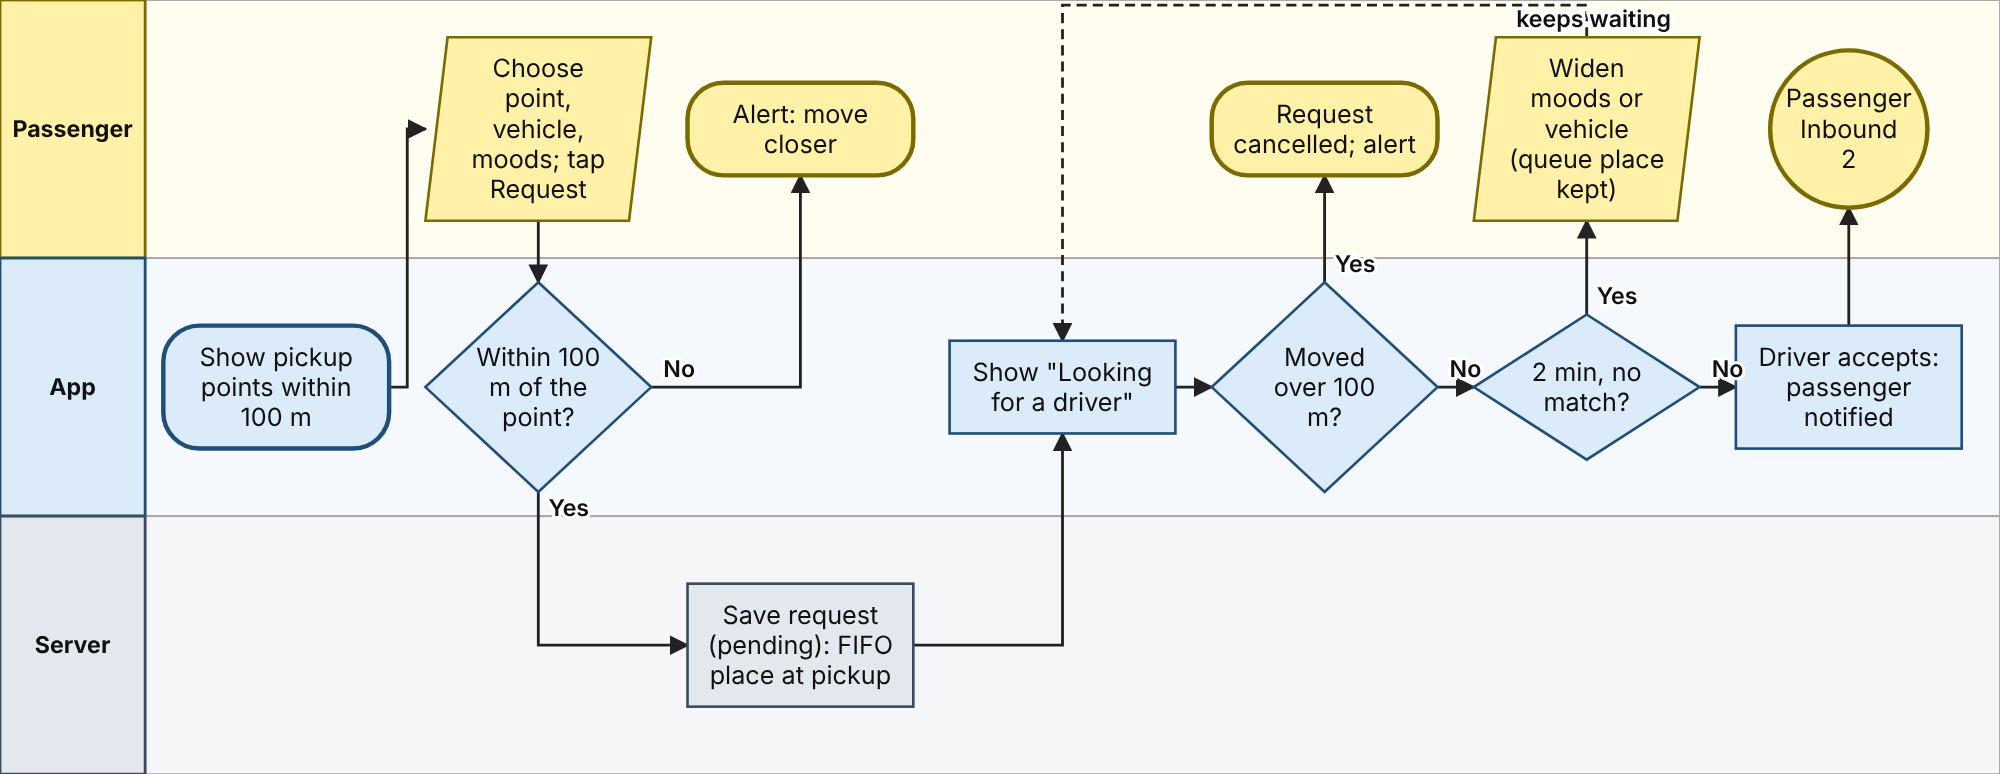 Passenger
Choose
point,
vehicle,
moods; tap
Request
Alert: move
closer
Request
cancelled; alert
keeps waiting
Widen
moods or
vehicle
(queue place
kept)
Passenger
Inbound
2
App
Show pickup
points within
100 m
Within 100
m of the
point?
No
Yes
Show "Looking
for a driver"
Moved
over 100
m?
Yes
No
2 min, no
match?
Yes
No
Driver accepts:
passenger
notified
Server
Save request
(pending): FIFO
place at pickup